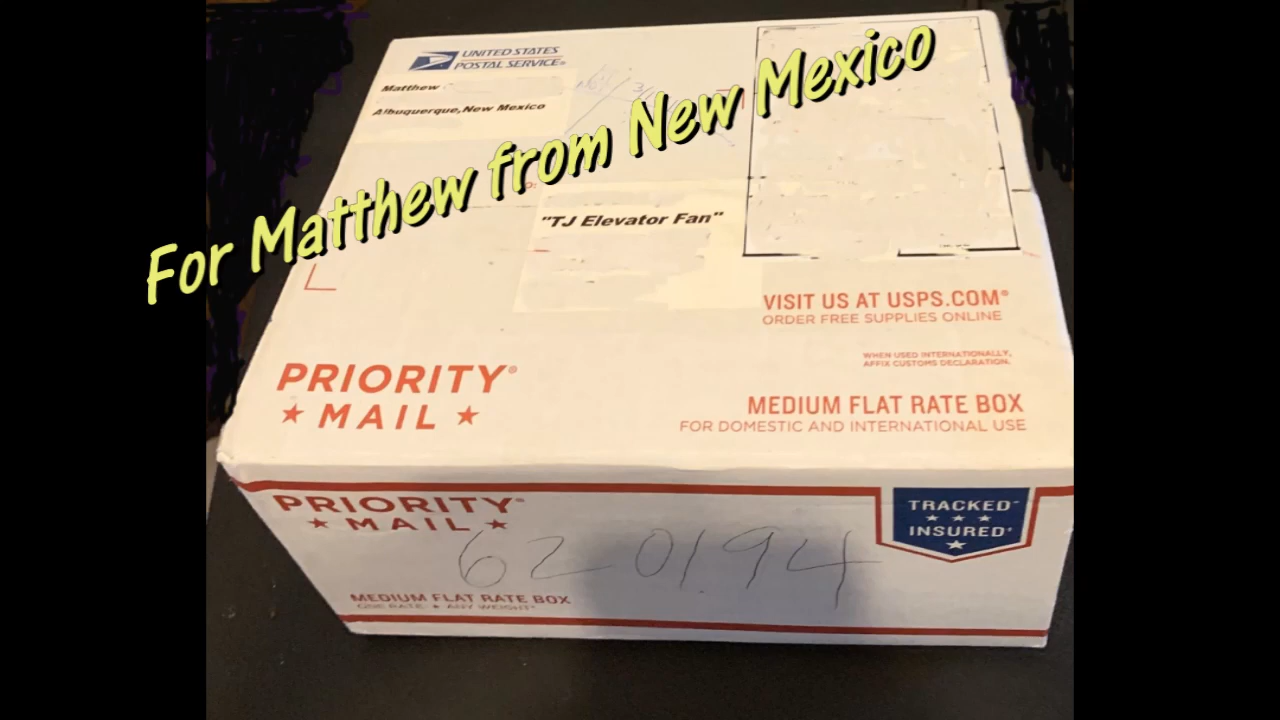 UNITED STATES
POSTAL SERVICE®
Matthew
Albuquerque, New Mexico
For Matthew from New Mexico
"TJ Elevator Fan"
VISIT US AT USPS.COM®
ORDER FREE SUPPLIES ONLINE
WHEN USED INTERNATIONALLY,
AFFIX CUSTOMS DECLARATION.
PRIORITY®
★ MAIL ★
MEDIUM FLAT RATE BOX
FOR DOMESTIC AND INTERNATIONAL USE
PRIORITY®
★ MAIL ★
TRACKED®
★ ★ ★
INSURED®
★
62 0194
MEDIUM FLAT RATE BOX
ONE RATE ★ ANY WEIGHT®